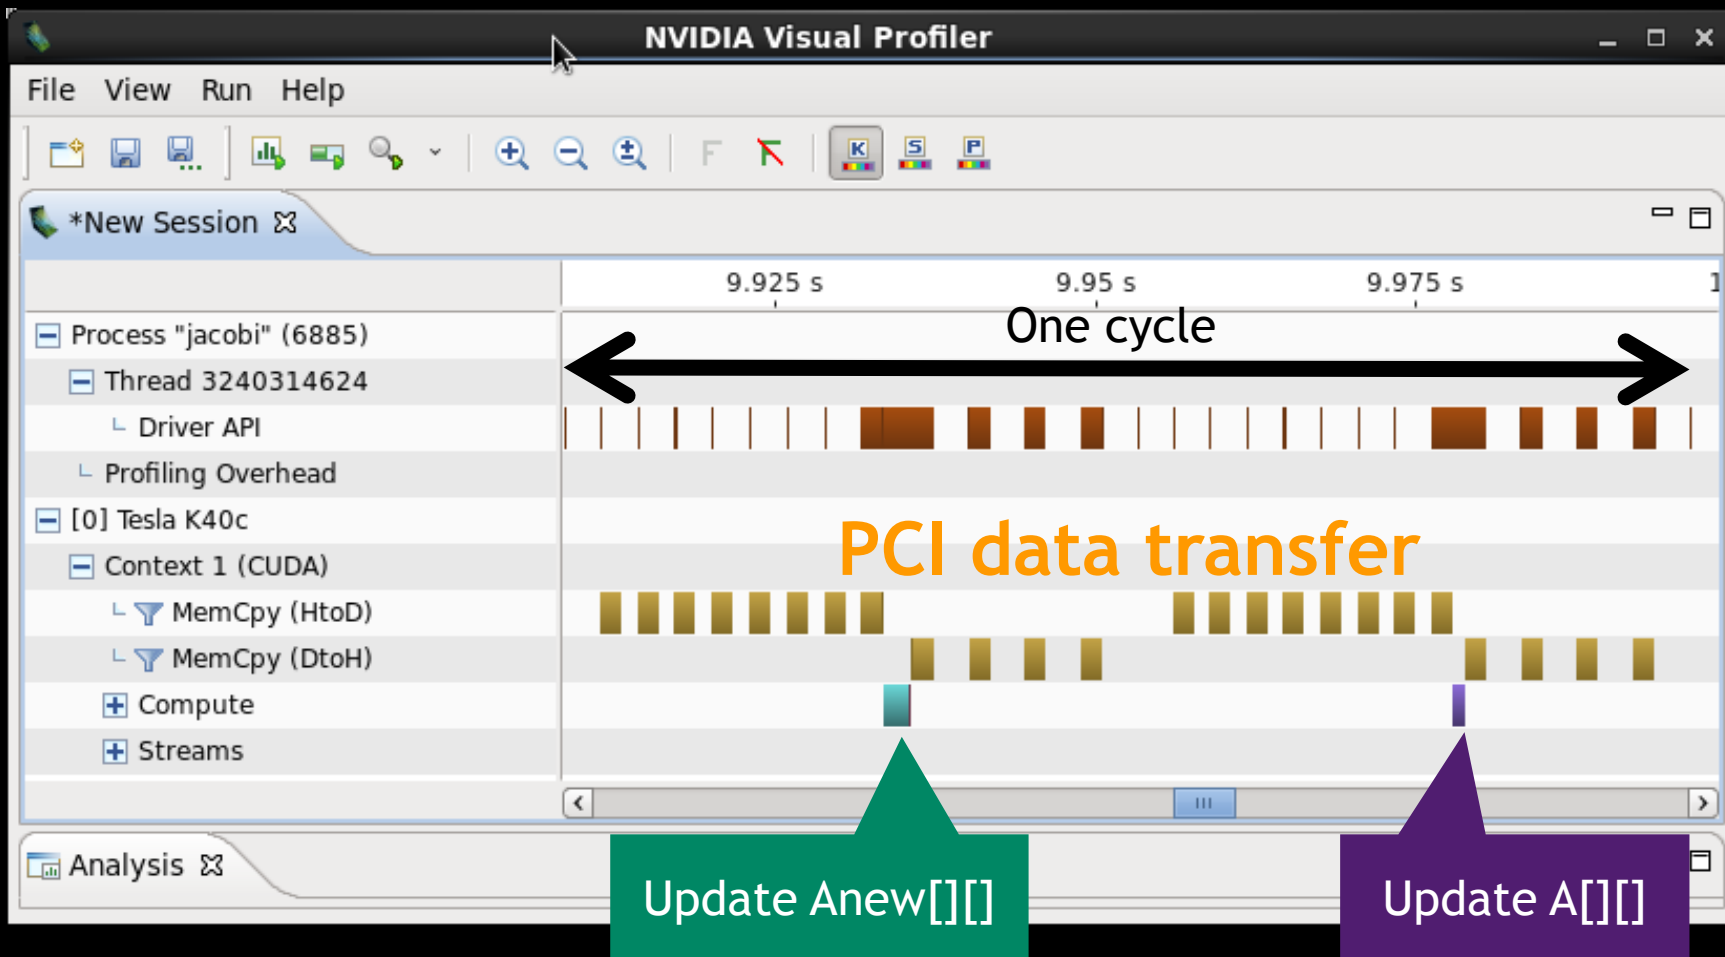 NVIDIA Visual Profiler
File View Run Help
F F K S P
*New Session
9.925 s 9.95 s 9.975 s 1
One cycle
Process "jacobi" (6885)
Thread 3240314624
Driver API
Profiling Overhead
[0] Tesla K40c
PCI data transfer
Context 1 (CUDA)
MemCpy (HtoD)
MemCpy (DtoH)
Compute
Streams
Analysis
Update Anew[][]
Update A[][]